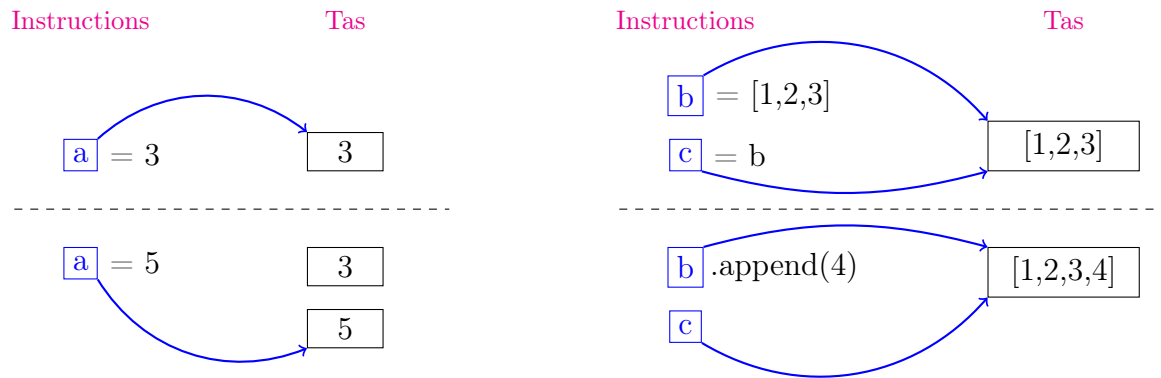 Instructions Tas
a = 3 3
a = 5 3
5
Instructions Tas
b = [1,2,3]
c = b [1,2,3]
b .append(4) [1,2,3,4]
c